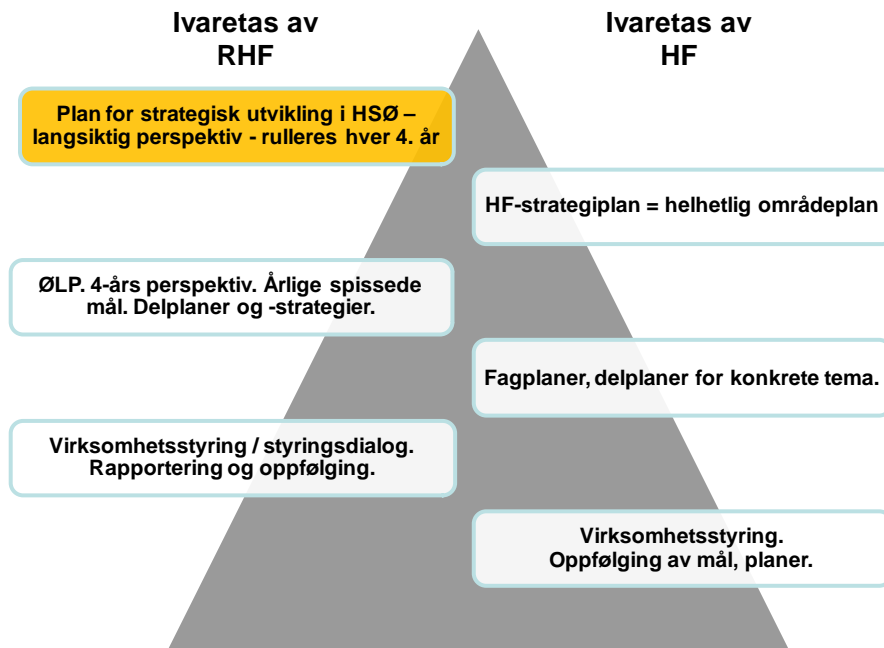 Ivaretas av
RHF
Ivaretas av
HF
Plan for strategisk utvikling i HSØ –
langsiktig perspektiv - rulleres hver 4. år
HF-strategiplan = helhetlig områdeplan
ØLP. 4-års perspektiv. Årlige spissede
mål. Delplaner og -strategier.
Fagplaner, delplaner for konkrete tema.
Virksomhetsstyring / styringsdialog.
Rapportering og oppfølging.
Virksomhetsstyring.
Oppfølging av mål, planer.